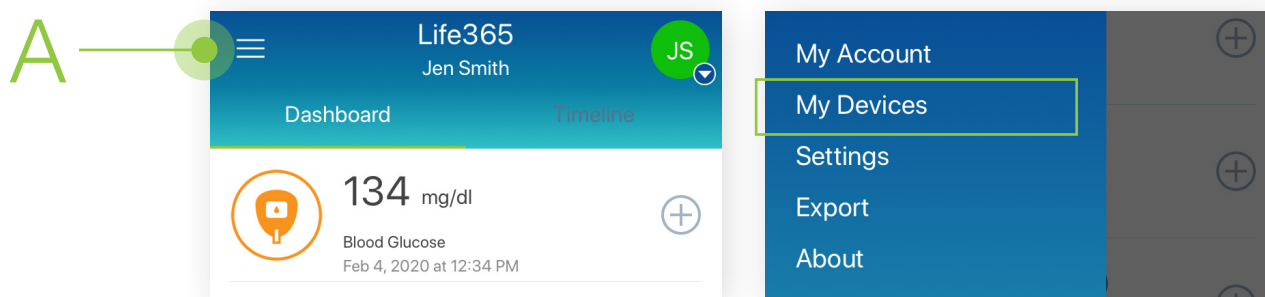 A
Life365
Jen Smith
JS
Dashboard
Timeline
134 mg/dl
Blood Glucose
Feb 4, 2020 at 12:34 PM
My Account
My Devices
Settings
Export
About